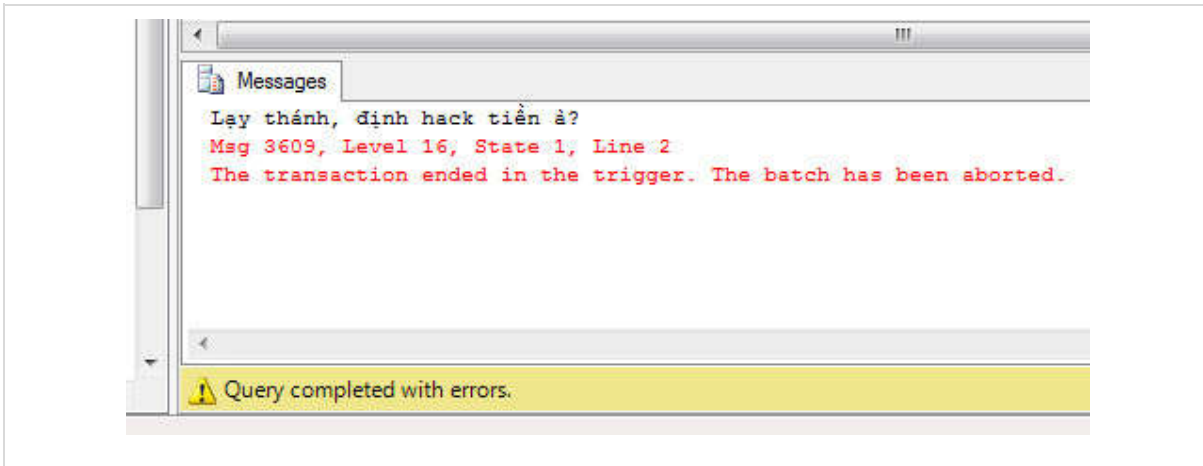 Messages
Lạy thánh, định hack tiền à?
Msg 3609, Level 16, State 1, Line 2
The transaction ended in the trigger. The batch has been aborted.
Query completed with errors.